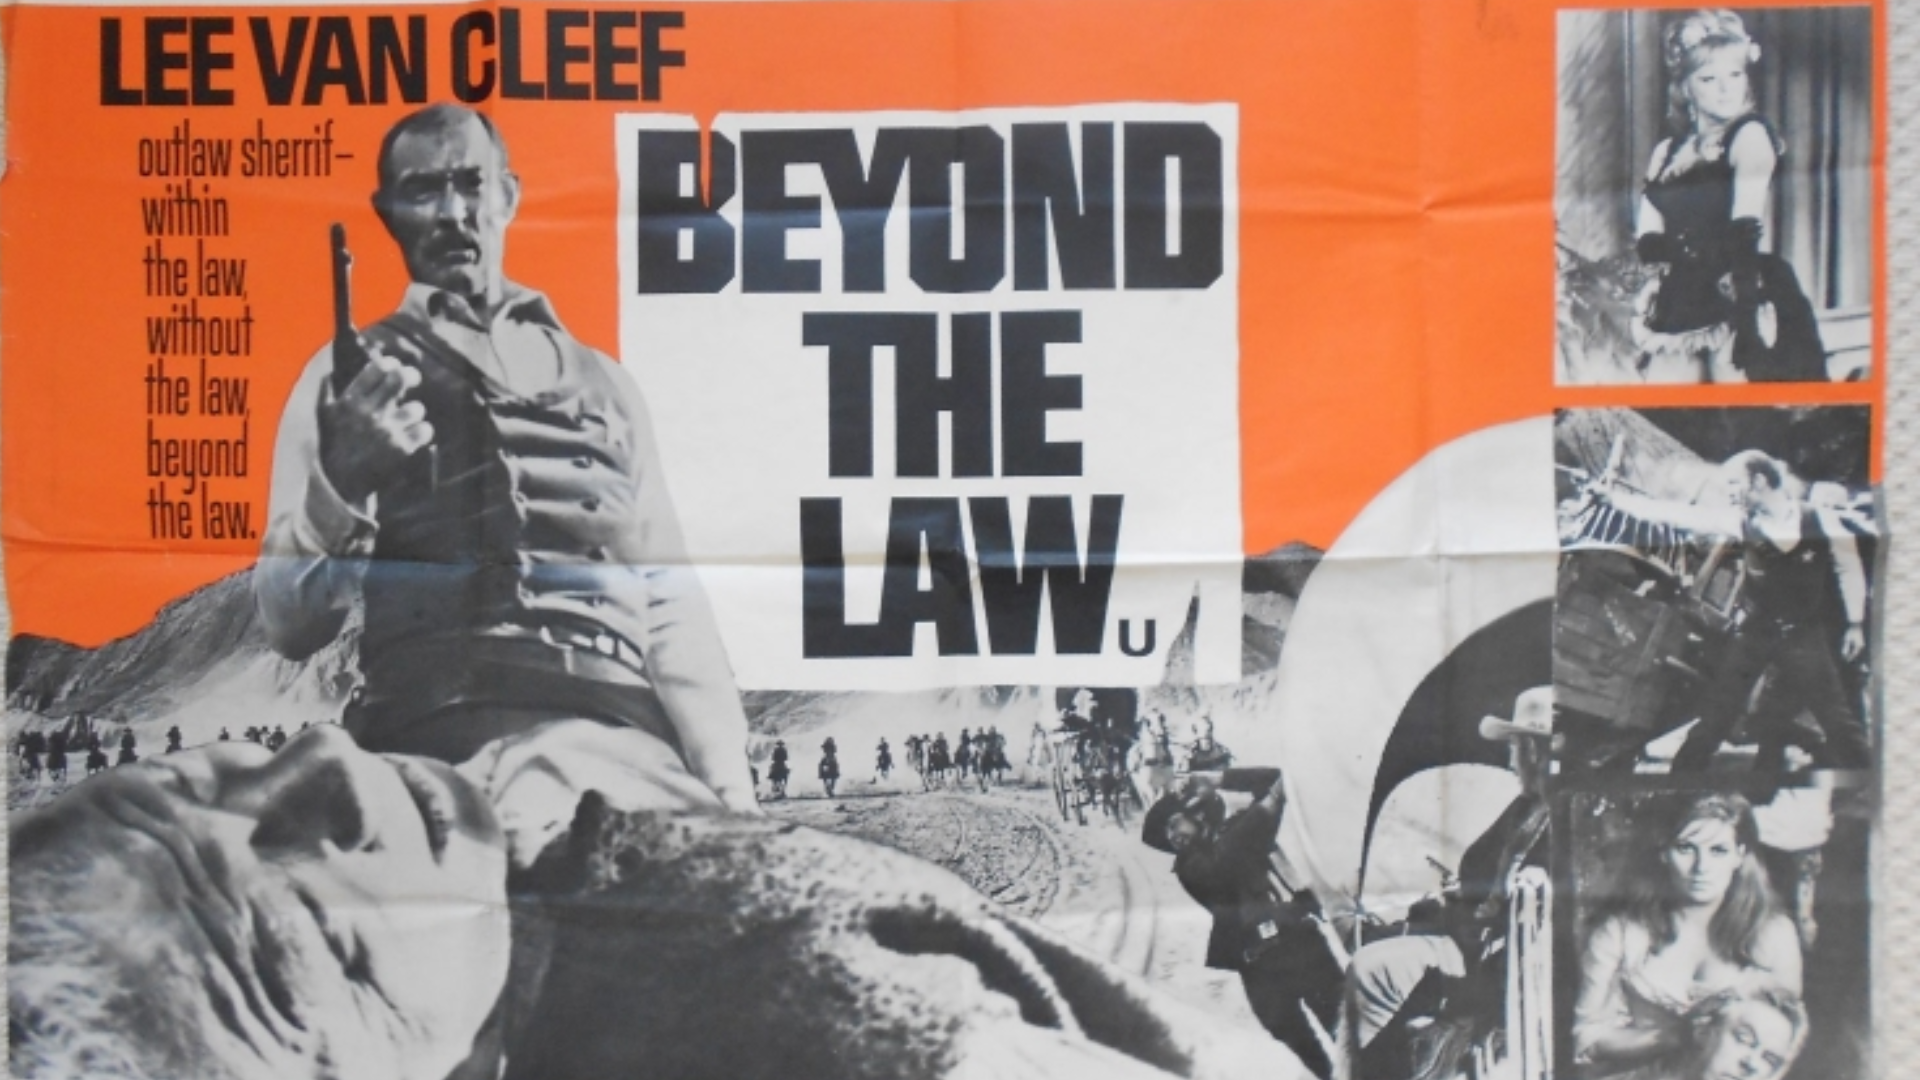 LEE VAN CLEEF
outlaw sherrif–
within
the law,
without
the law,
beyond
the law.
BEYOND
THE
LAW U